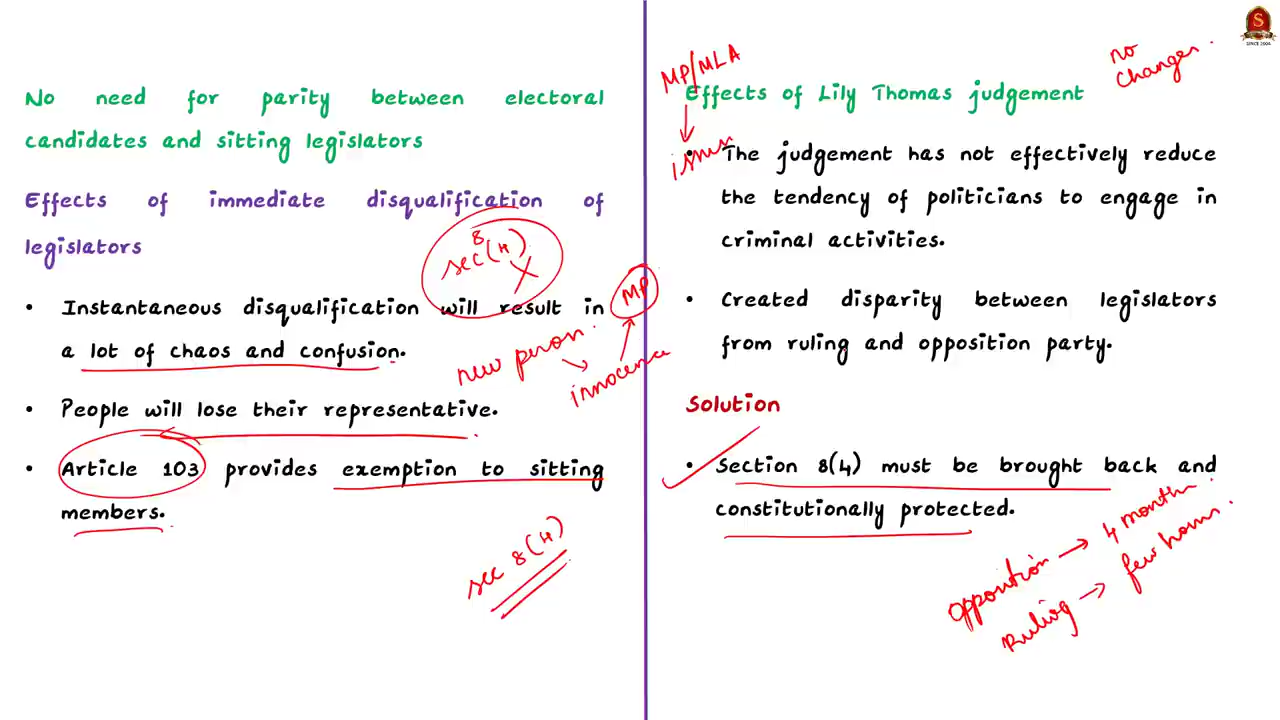 No need for parity between electoral
candidates and sitting legislators
Effects of immediate disqualification of
legislators
sec 8(4)
• Instantaneous disqualification will result in
a lot of chaos and confusion.
MP
new person.
innocence
• People will lose their representative.
• Article 103 provides exemption to sitting
members.
sec 8(4)
S
SINCE 2004
MP/MLA
no
changes.
Effects of Lily Thomas judgement
• The judgement has not effectively reduce
the tendency of politicians to engage in
criminal activities.
• Created disparity between legislators
from ruling and opposition party.
Solution
• Section 8(4) must be brought back and
constitutionally protected.
opposition → 4 months.
Ruling → few hours.